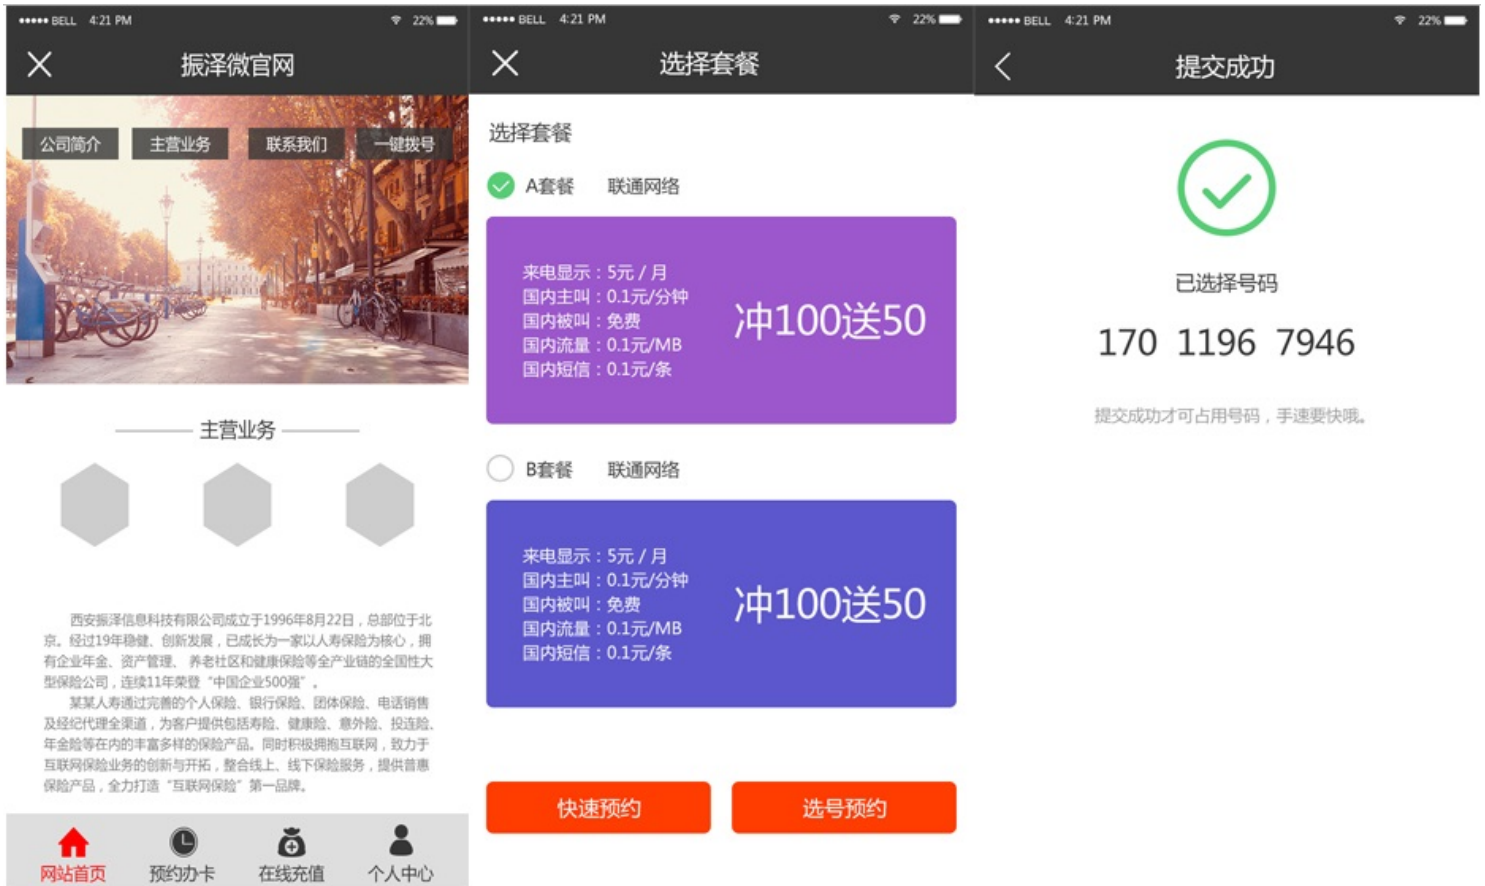 BELL 4:21 PM 22%
振泽微官网
公司简介 主营业务 联系我们 一键拨号
主营业务
西安振泽信息科技有限公司成立于1996年8月22日，总部位于北
京。经过19年稳健、创新发展，已成长为一家以人寿保险为核心，拥
有企业年金、资产管理、 养老社区和健康保险等全产业链的全国性大
型保险公司，连续11年荣登“中国企业500强”。
某某人寿通过完善的个人保险、银行保险、团体保险、电话销售
及经纪代理全渠道，为客户提供包括寿险、健康险、意外险、投连险、
年金险等在内的丰富多样的保险产品。同时积极拥抱互联网，致力于
互联网保险业务的创新与开拓，整合线上、线下保险服务，提供普惠
保险产品，全力打造“互联网保险”第一品牌。
网站首页 预约办卡 在线充值 个人中心
BELL 4:21 PM 22%
选择套餐
选择套餐
A套餐 联通网络
来电显示：5元 / 月
国内主叫：0.1元/分钟
国内被叫：免费
国内流量：0.1元/MB
国内短信：0.1元/条
冲100送50
B套餐 联通网络
来电显示：5元 / 月
国内主叫：0.1元/分钟
国内被叫：免费
国内流量：0.1元/MB
国内短信：0.1元/条
冲100送50
快速预约 选号预约
BELL 4:21 PM 22%
提交成功
已选择号码
170 1196 7946
提交成功才可占用号码，手速要快哦。